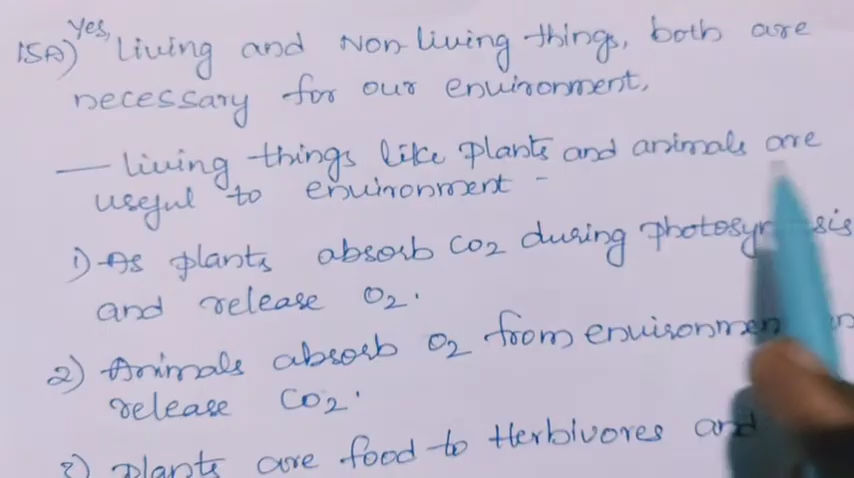 15A) Yes, Living and Non living things, both are
necessary for our environment.
— living things like plants and animals are
useful to environment -
1) As plants absorb CO2 during photosy sis
and release O2.
2) Animals absorb O2 from environmen
release CO2.
3) plants are food to Herbivores and